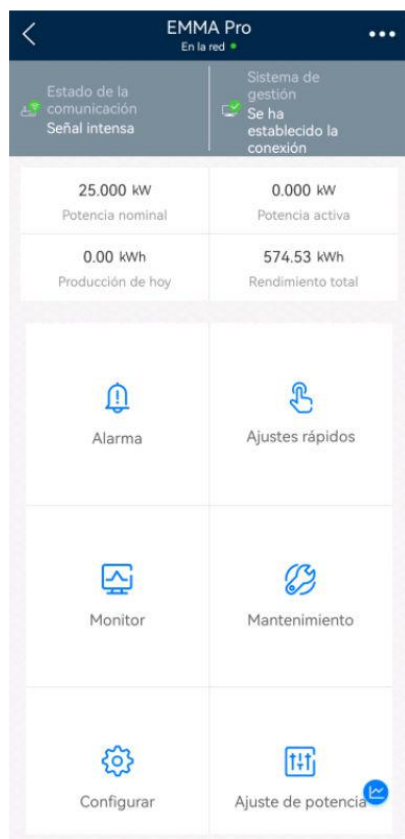 EMMA Pro
En la red
Estado de la
comunicación
Señal intensa
Sistema de
gestión
Se ha
establecido la
conexión
25.000 kW
Potencia nominal
0.000 kW
Potencia activa
0.00 kWh
Producción de hoy
574.53 kWh
Rendimiento total
Alarma
Ajustes rápidos
Monitor
Mantenimiento
Configurar
Ajuste de potencia